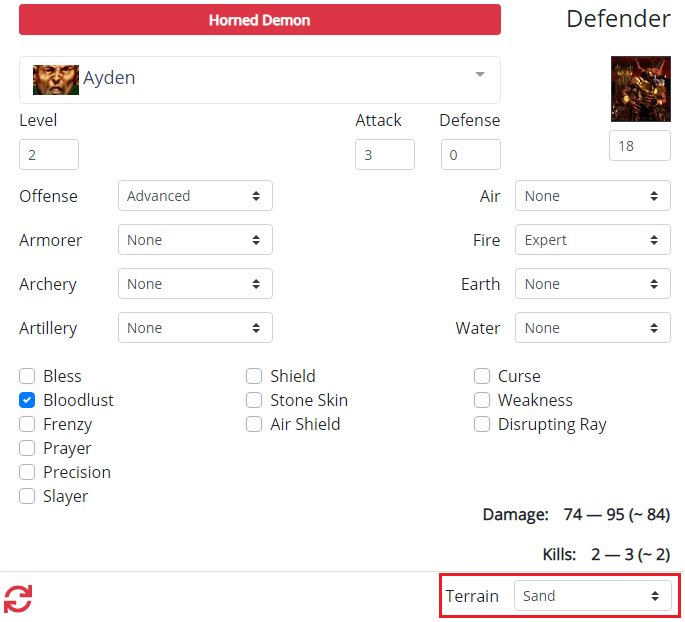 Horned Demon Defender
Ayden
Level Attack Defense
2 3 0 18
Offense Advanced Air None
Armorer None Fire Expert
Archery None Earth None
Artillery None Water None
Bless Shield Curse
Bloodlust Stone Skin Weakness
Frenzy Air Shield Disrupting Ray
Prayer
Precision
Slayer
Damage: 74 — 95 (~ 84)
Kills: 2 — 3 (~ 2)
Terrain Sand